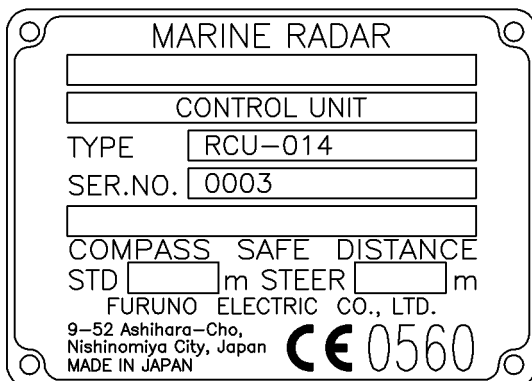 MARINE RADAR
CONTROL UNIT
TYPE RCU-014
SER.NO. 0003
COMPASS SAFE DISTANCE
STD m STEER m
FURUNO ELECTRIC CO., LTD.
9-52 Ashihara-Cho,
Nishinomiya City, Japan
MADE IN JAPAN
CE 0560